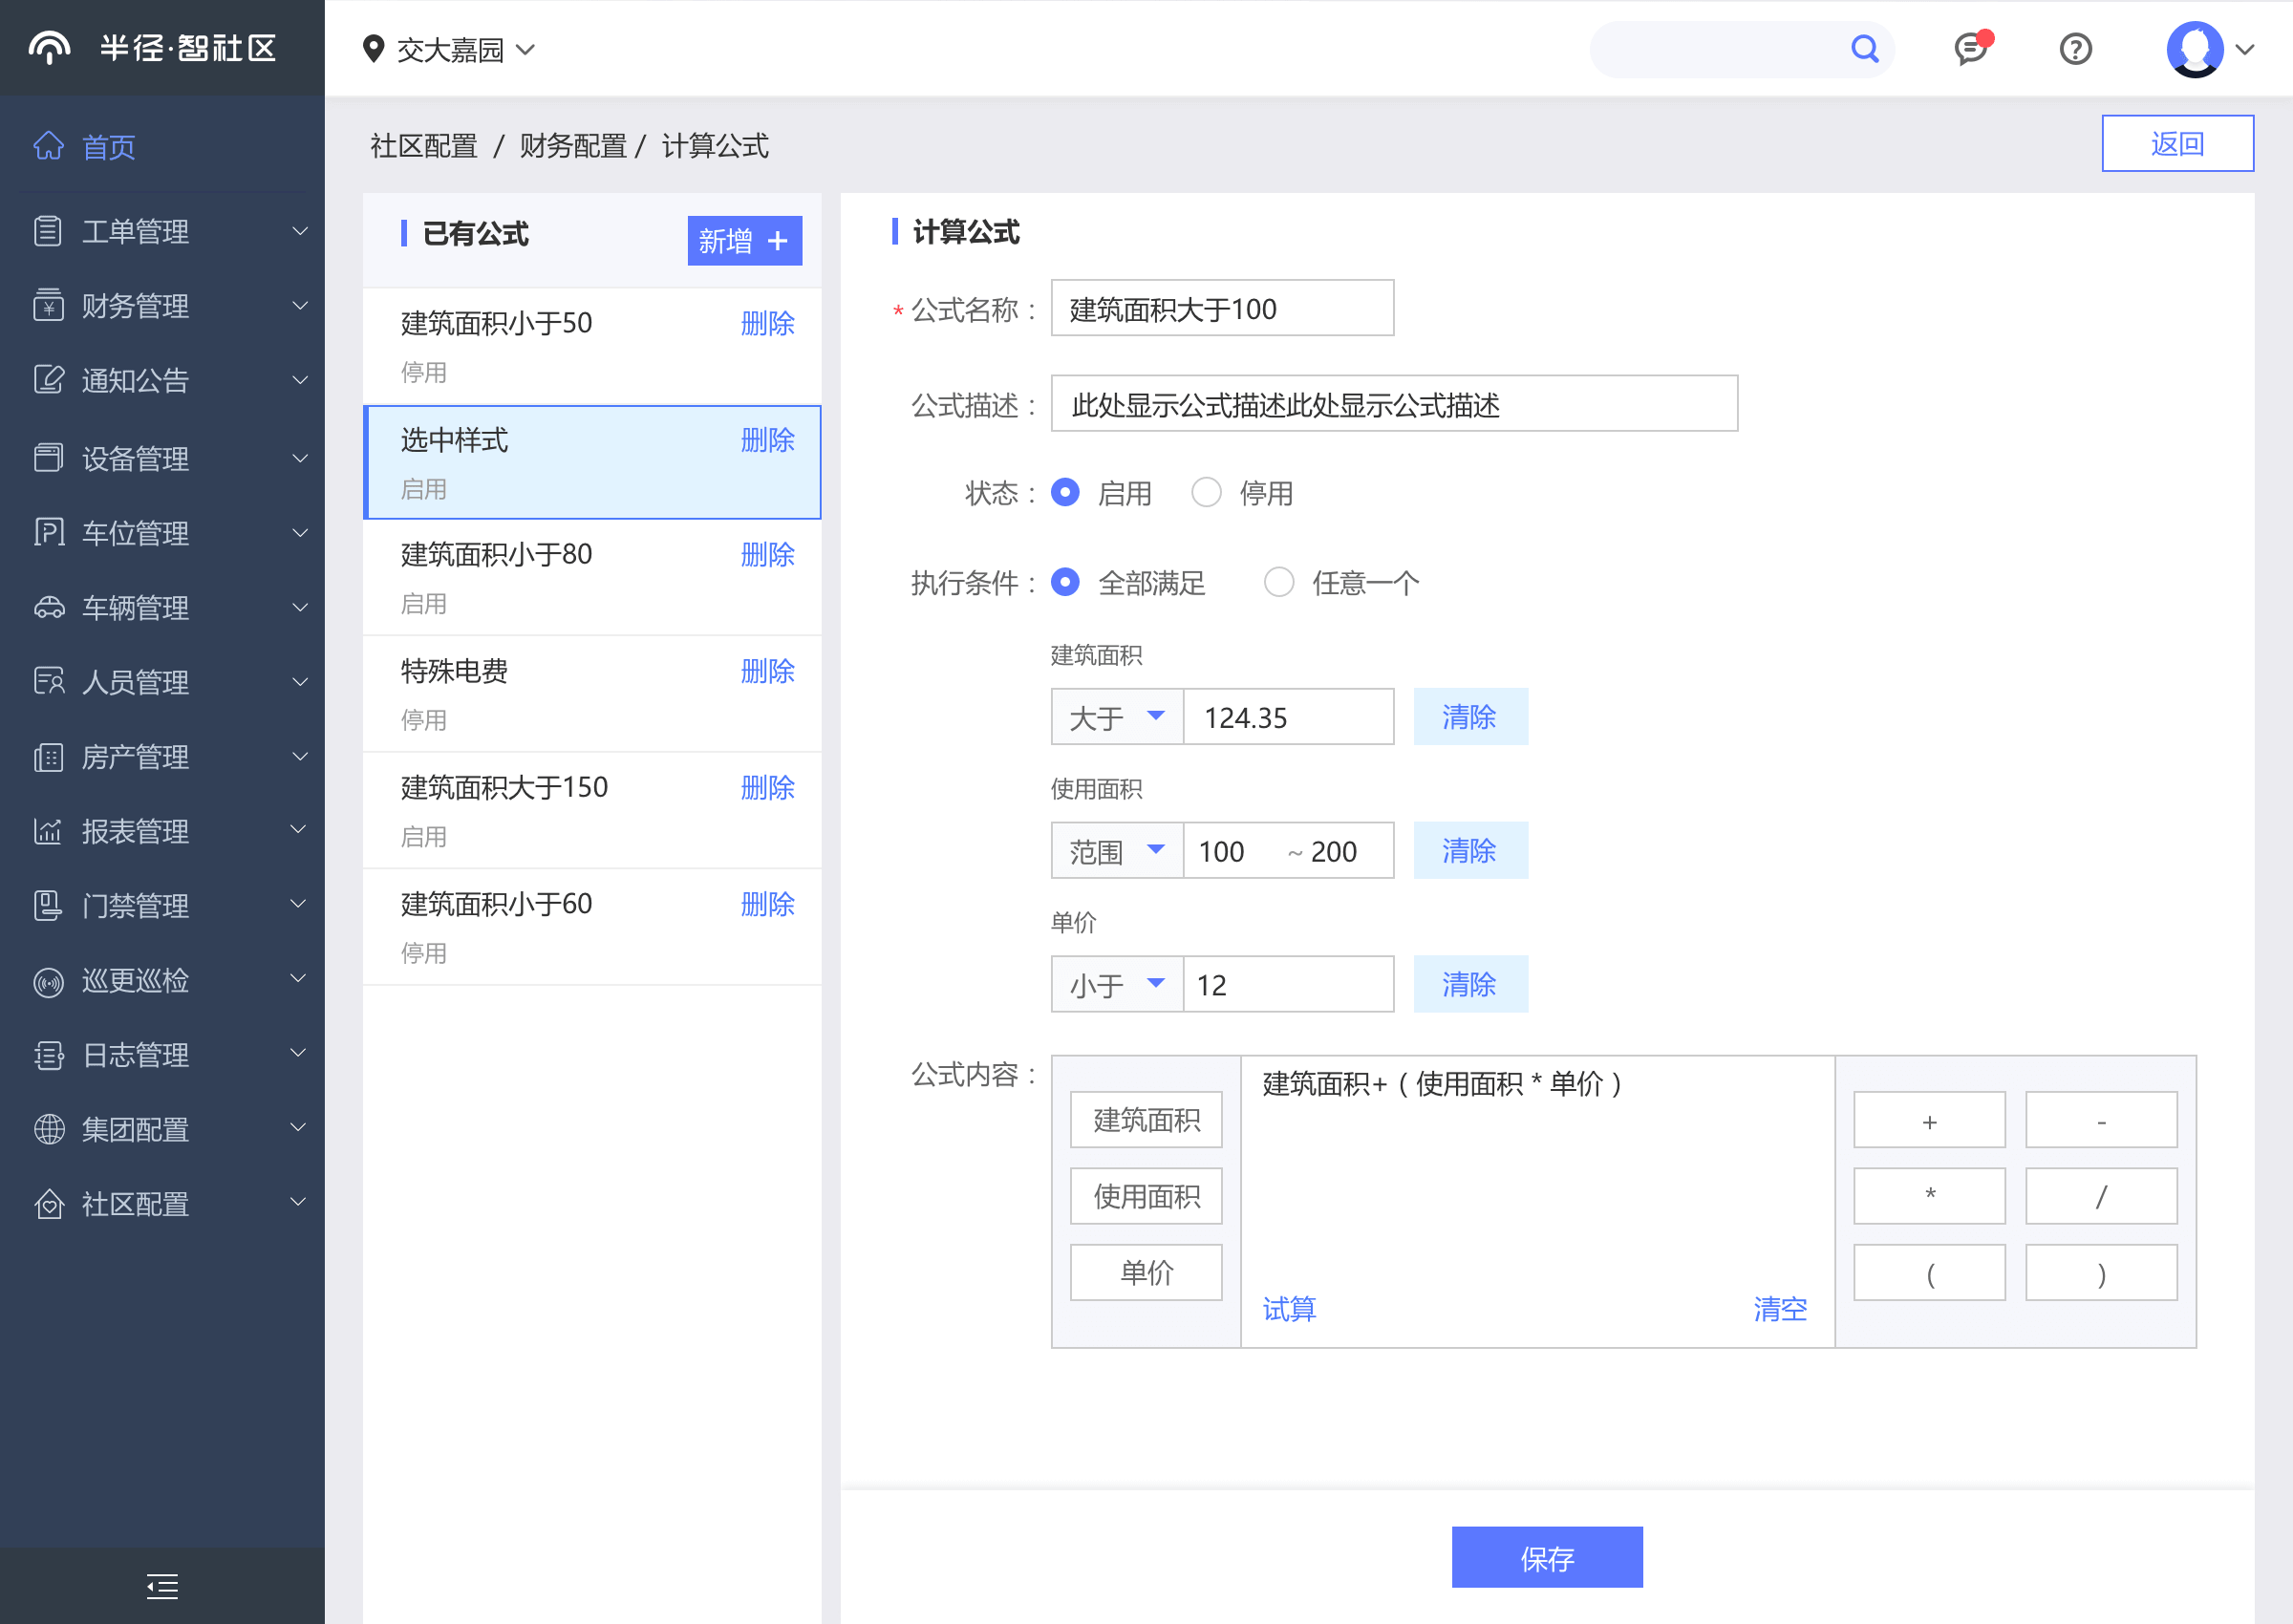 半径·智社区
交大嘉园
首页
工单管理
财务管理
通知公告
设备管理
车位管理
车辆管理
人员管理
房产管理
报表管理
门禁管理
巡更巡检
日志管理
集团配置
社区配置
社区配置 / 财务配置 / 计算公式
返回
已有公式
新增 +
建筑面积小于50 删除
停用
选中样式 删除
启用
建筑面积小于80 删除
启用
特殊电费 删除
停用
建筑面积大于150 删除
启用
建筑面积小于60 删除
停用
计算公式
* 公式名称： 建筑面积大于100
公式描述： 此处显示公式描述此处显示公式描述
状态： 启用 停用
执行条件： 全部满足 任意一个
建筑面积
大于 124.35 清除
使用面积
范围 100 ~ 200 清除
单价
小于 12 清除
公式内容：
建筑面积
使用面积
单价
建筑面积+（使用面积 * 单价）
试算 清空
+ -
* /
( )
保存